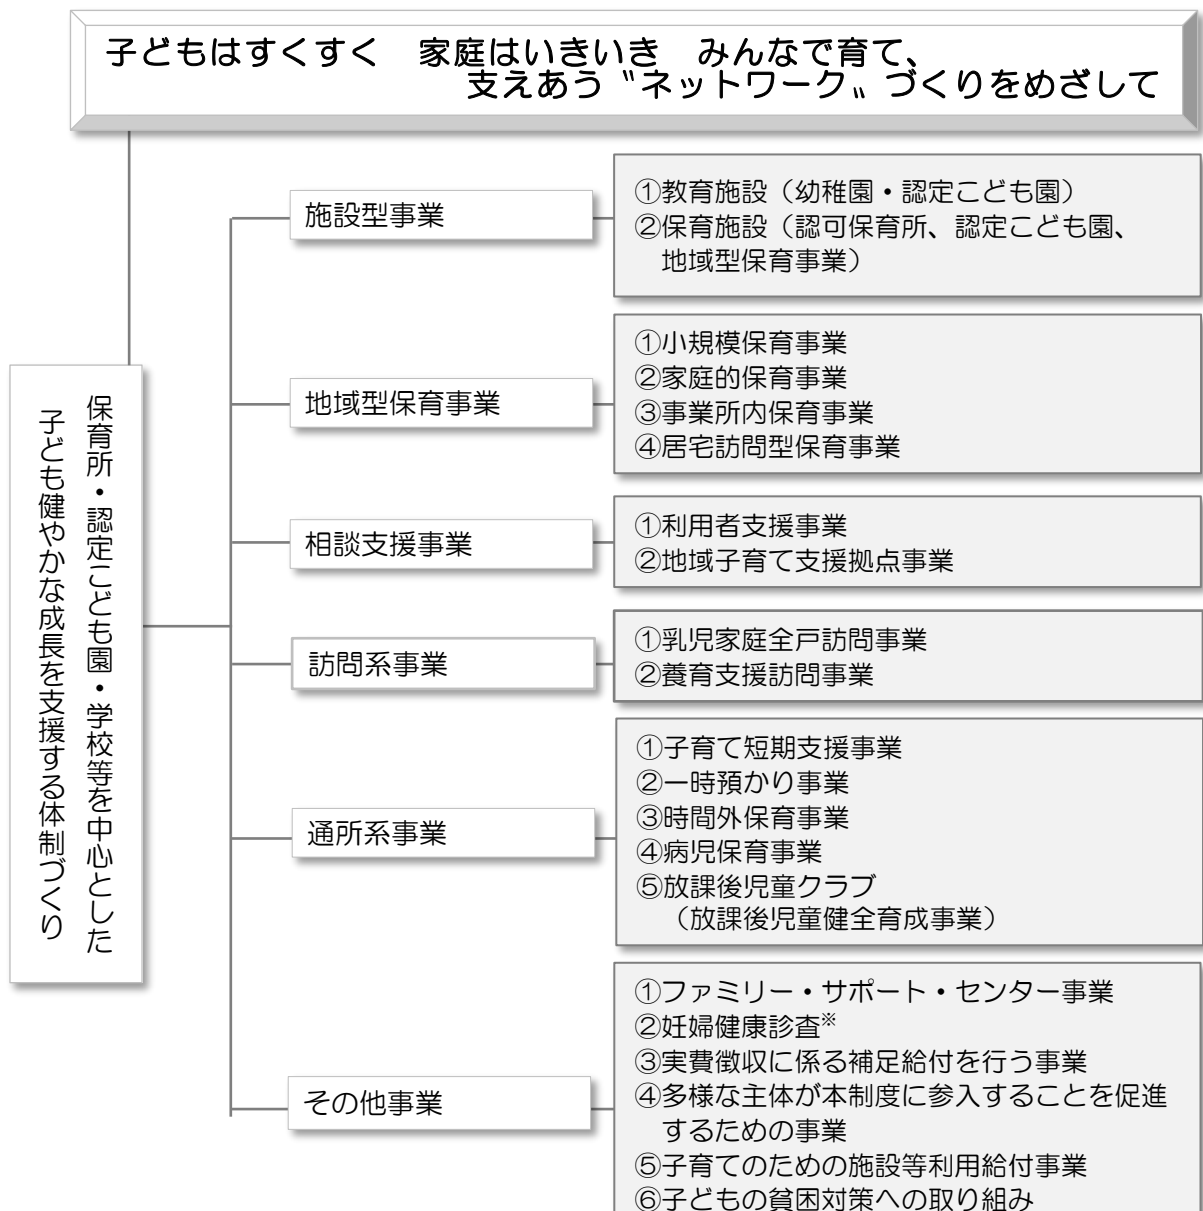 子どもはすくすく　家庭はいきいき　みんなで育て、
支えあう〝ネットワーク〟づくりをめざして
保育所・認定こども園・学校等を中心とした
子ども健やかな成長を支援する体制づくり
施設型事業
①教育施設（幼稚園・認定こども園）
②保育施設（認可保育所、認定こども園、
地域型保育事業）
地域型保育事業
①小規模保育事業
②家庭的保育事業
③事業所内保育事業
④居宅訪問型保育事業
相談支援事業
①利用者支援事業
②地域子育て支援拠点事業
訪問系事業
①乳児家庭全戸訪問事業
②養育支援訪問事業
通所系事業
①子育て短期支援事業
②一時預かり事業
③時間外保育事業
④病児保育事業
⑤放課後児童クラブ
（放課後児童健全育成事業）
その他事業
①ファミリー・サポート・センター事業
②妊婦健康診査※
③実費徴収に係る補足給付を行う事業
④多様な主体が本制度に参入することを促進
するための事業
⑤子育てのための施設等利用給付事業
⑥子どもの貧困対策への取り組み